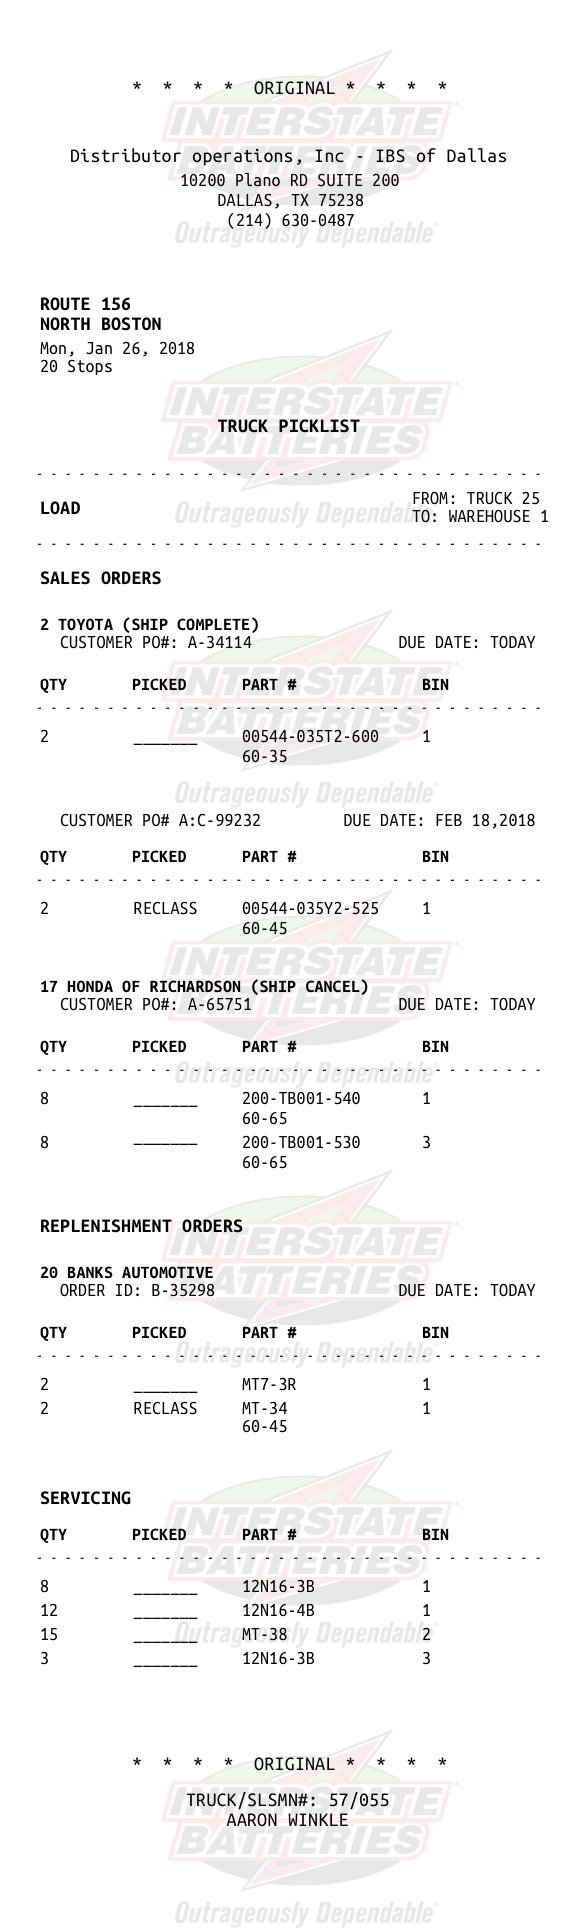 * * * * ORIGINAL * * * *
Distributor operations, Inc - IBS of Dallas
10200 Plano RD SUITE 200
DALLAS, TX 75238
(214) 630-0487
INTERSTATE
BATTERIES
Outrageously Dependable®
ROUTE 156
NORTH BOSTON
Mon, Jan 26, 2018
20 Stops
INTERSTATE
BATTERIES
TRUCK PICKLIST
Outrageously Dependable®
LOAD
FROM: TRUCK 25
TO: WAREHOUSE 1
SALES ORDERS
2 TOYOTA (SHIP COMPLETE)
CUSTOMER PO#: A-34114 DUE DATE: TODAY
INTERSTATE
BATTERIES
QTY PICKED PART # BIN
2 _______ 00544-035T2-600 1
60-35
Outrageously Dependable®
CUSTOMER PO# A:C-99232 DUE DATE: FEB 18,2018
QTY PICKED PART # BIN
2 RECLASS 00544-035Y2-525 1
60-45
INTERSTATE
BATTERIES
17 HONDA OF RICHARDSON (SHIP CANCEL)
CUSTOMER PO#: A-65751 DUE DATE: TODAY
QTY PICKED PART # BIN
Outrageously Dependable®
8 _______ 200-TB001-540 1
60-65
8 _______ 200-TB001-530 3
60-65
REPLENISHMENT ORDERS
INTERSTATE
BATTERIES
20 BANKS AUTOMOTIVE
ORDER ID: B-35298 DUE DATE: TODAY
QTY PICKED PART # BIN
Outrageously Dependable®
2 _______ MT7-3R 1
2 RECLASS MT-34 1
60-45
SERVICING
INTERSTATE
BATTERIES
QTY PICKED PART # BIN
8 _______ 12N16-3B 1
12 _______ 12N16-4B 1
15 _______ MT-38 2
Outrageously Dependable®
3 _______ 12N16-3B 3
* * * * ORIGINAL * * * *
TRUCK/SLSMN#: 57/055
AARON WINKLE
INTERSTATE
BATTERIES
Outrageously Dependable®